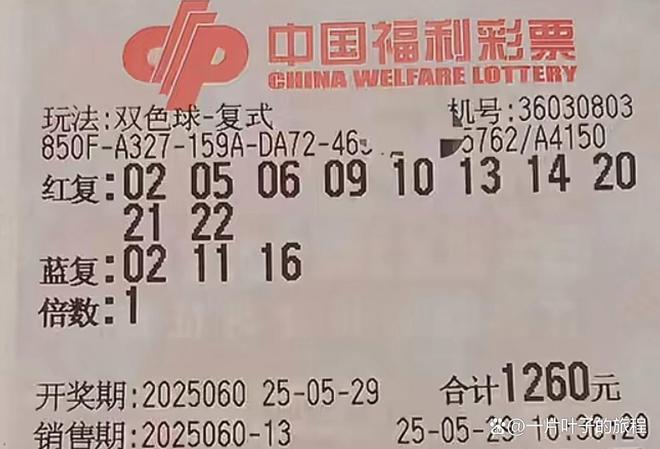 中国福利彩票
CHINA WELFARE LOTTERY
玩法:双色球-复式 机号:36030803
850F-A327-159A-DA72-46 5762/A4150
红复:02 05 06 09 10 13 14 20
21 22
蓝复:02 11 16
倍数:1
开奖期:2025060 25-05-29 合计1260元
销售期:2025060-13 25-05-29
@一片叶子的旅程